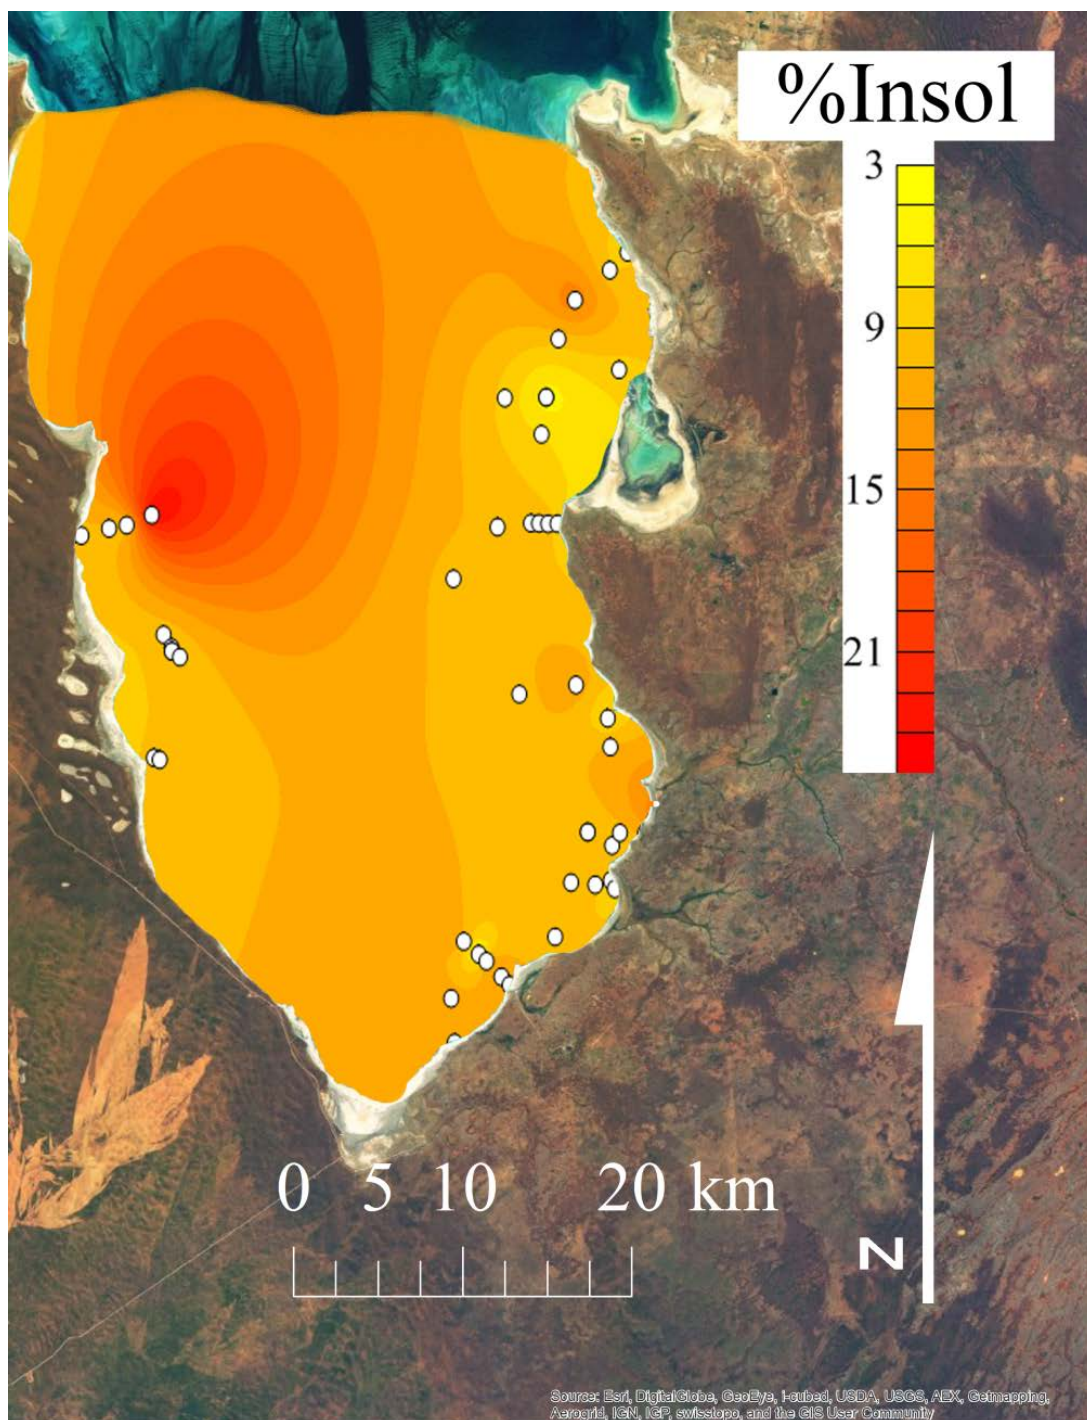 %Insol
3
9
15
21
0 5 10 20 km
N
Source: Esri, DigitalGlobe, GeoEye, i-cubed, USDA, USGS, AEX, Getmapping,
Aerogrid, IGN, IGP, swisstopo, and the GIS User Community